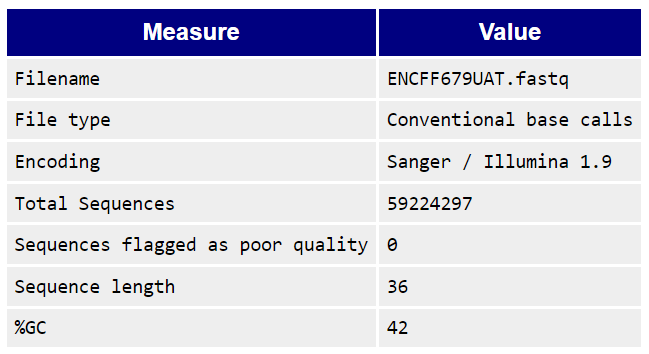 Measure Value
Filename ENCFF679UAT.fastq
File type Conventional base calls
Encoding Sanger / Illumina 1.9
Total Sequences 59224297
Sequences flagged as poor quality 0
Sequence length 36
%GC 42